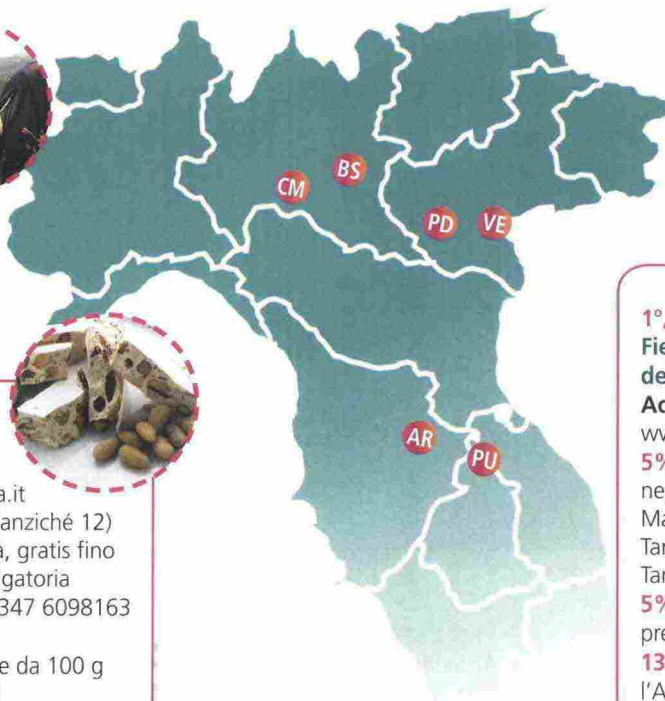 BS
CM
PD
VE
AR
PU
a.it
anziché 12)
à, gratis fino
gatoria
347 6098163
e da 100 g
1°,
Fie
de
Ac
5%
ne
Ma
Tar
Tar
5%
pre
13
l'A